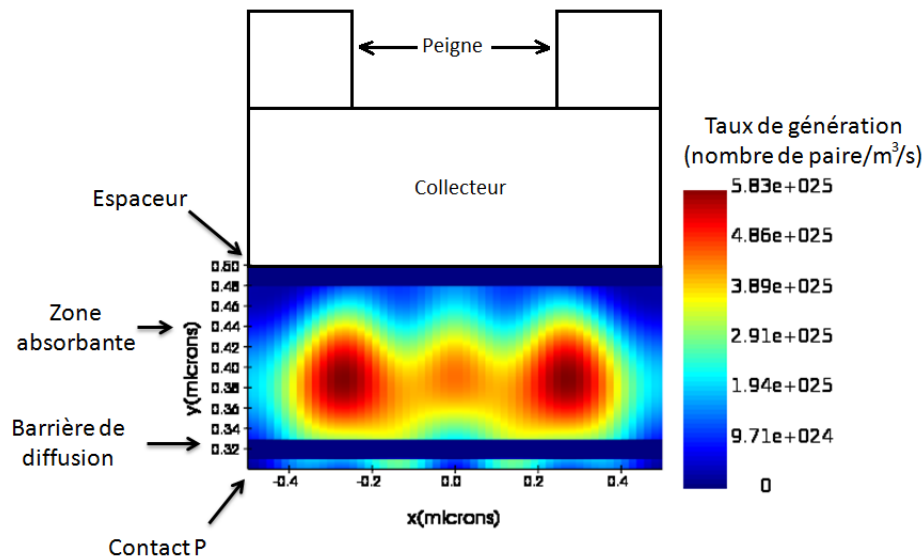 Peigne
Taux de génération
(nombre de paire/m³/s)
Collecteur
5.83e+025
4.86e+025
3.89e+025
2.91e+025
1.94e+025
9.71e+024
0
Espaceur
Zone
absorbante
Barrière de
diffusion
Contact P
y(microns)
0.50
0.48
0.46
0.44
0.42
0.40
0.38
0.36
0.34
0.32
-0.4
-0.2
0.0
0.2
0.4
x(microns)